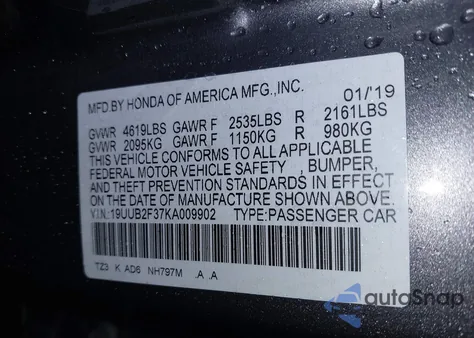 MFD.BY HONDA OF AMERICA MFG.,INC. 01/'19
GVWR 4619LBS GAWR F 2535LBS R 2161LBS
GVWR 2095KG GAWR F 1150KG R 980KG
THIS VEHICLE CONFORMS TO ALL APPLICABLE
FEDERAL MOTOR VEHICLE SAFETY , BUMPER,
AND THEFT PREVENTION STANDARDS IN EFFECT
ON THE DATE OF MANUFACTURE SHOWN ABOVE.
V.I.N.:19UUB2F37KA009902 TYPE:PASSENGER CAR
TZ3 K AD6 NH797M .A .A
autoSnap